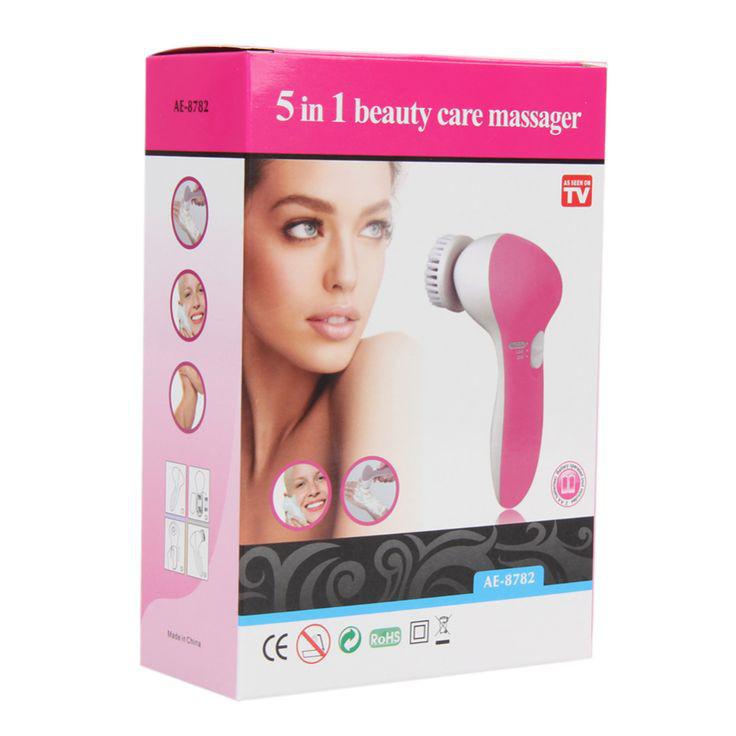 AE-8782
5 in 1 beauty care massager
AS SEEN ON
TV
AE-8782
CE
RoHS
Made in China